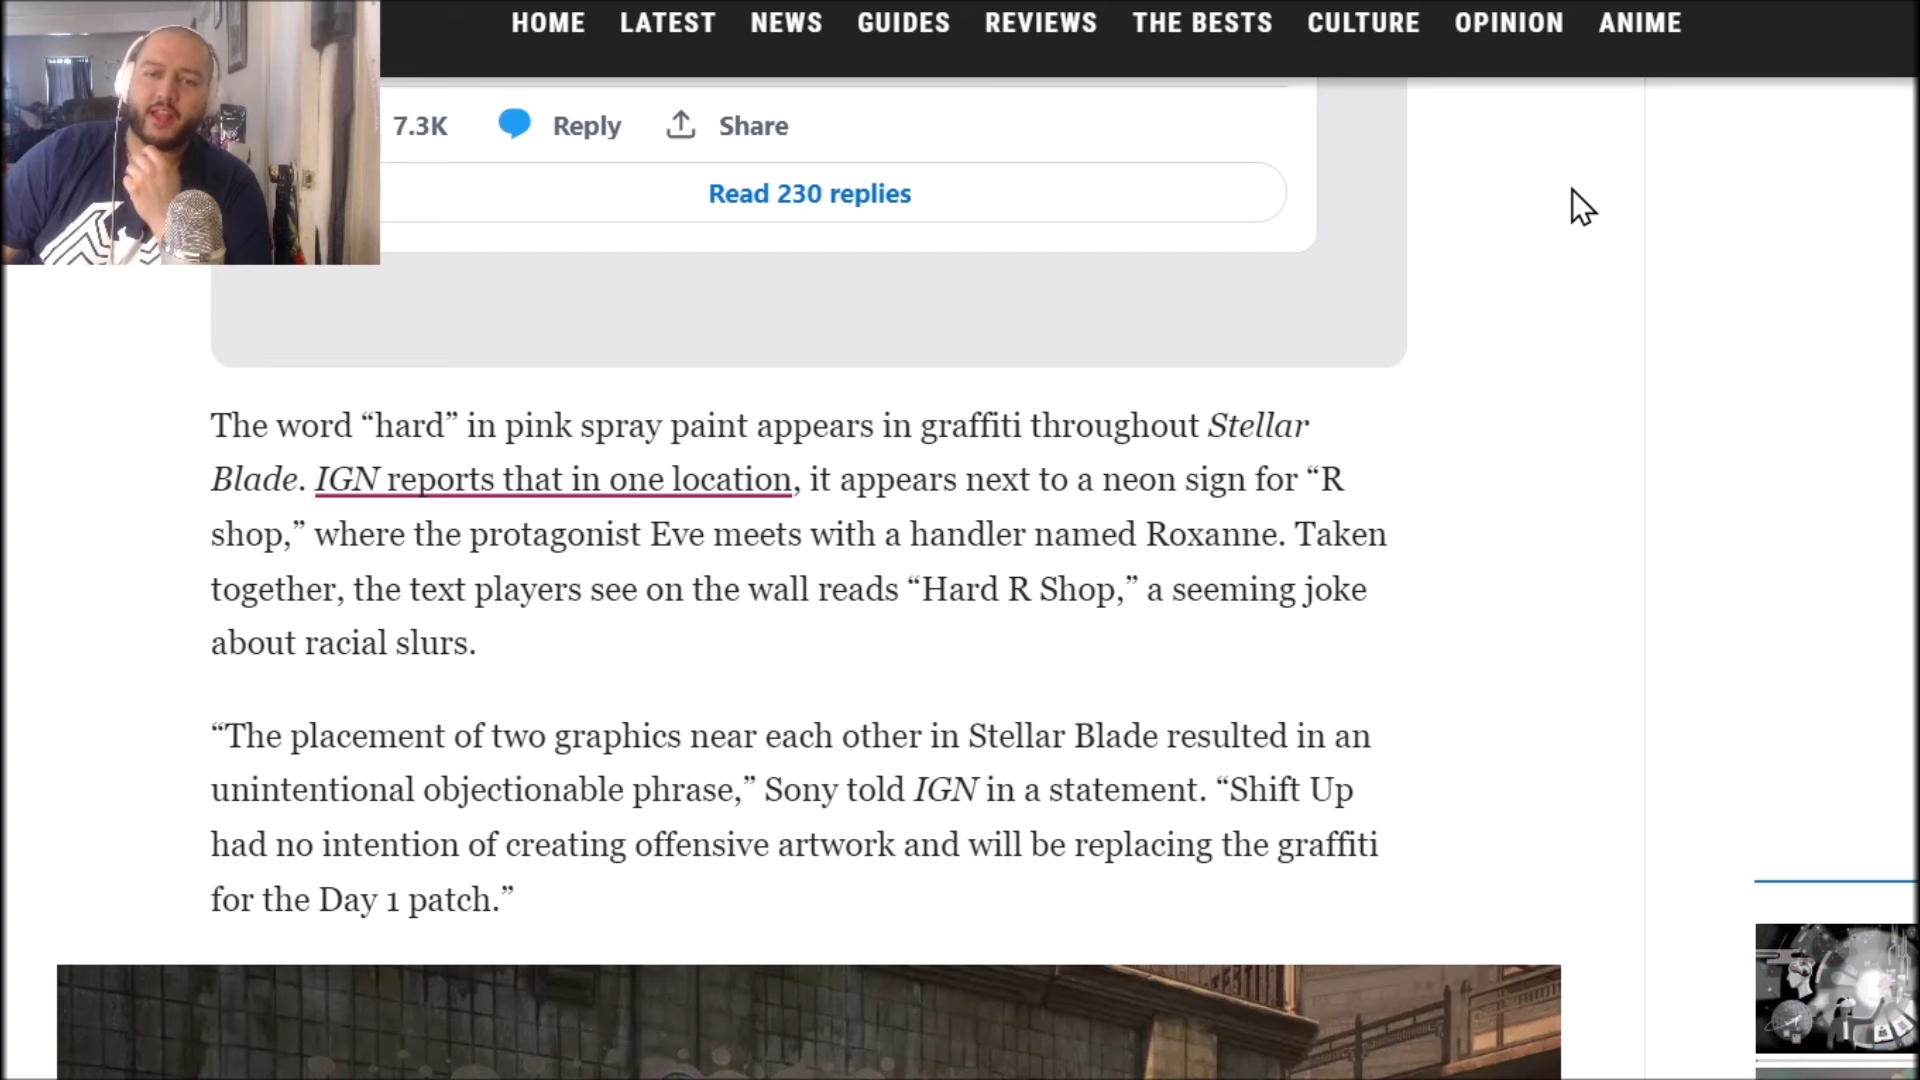 HOME LATEST NEWS GUIDES REVIEWS THE BESTS CULTURE OPINION ANIME
7.3K Reply Share
Read 230 replies
The word “hard” in pink spray paint appears in graffiti throughout Stellar
Blade. IGN reports that in one location, it appears next to a neon sign for “R
shop,” where the protagonist Eve meets with a handler named Roxanne. Taken
together, the text players see on the wall reads “Hard R Shop,” a seeming joke
about racial slurs.
“The placement of two graphics near each other in Stellar Blade resulted in an
unintentional objectionable phrase,” Sony told IGN in a statement. “Shift Up
had no intention of creating offensive artwork and will be replacing the graffiti
for the Day 1 patch.”